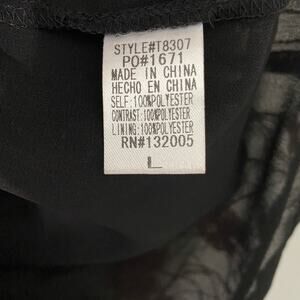 STYLE#T8307
PO#1671
MADE IN CHINA
HECHO EN CHINA
SELF:100%POLYESTER
CONTRAST:100%POLYESTER
LINING:100%POLYESTER
RN#132005
L